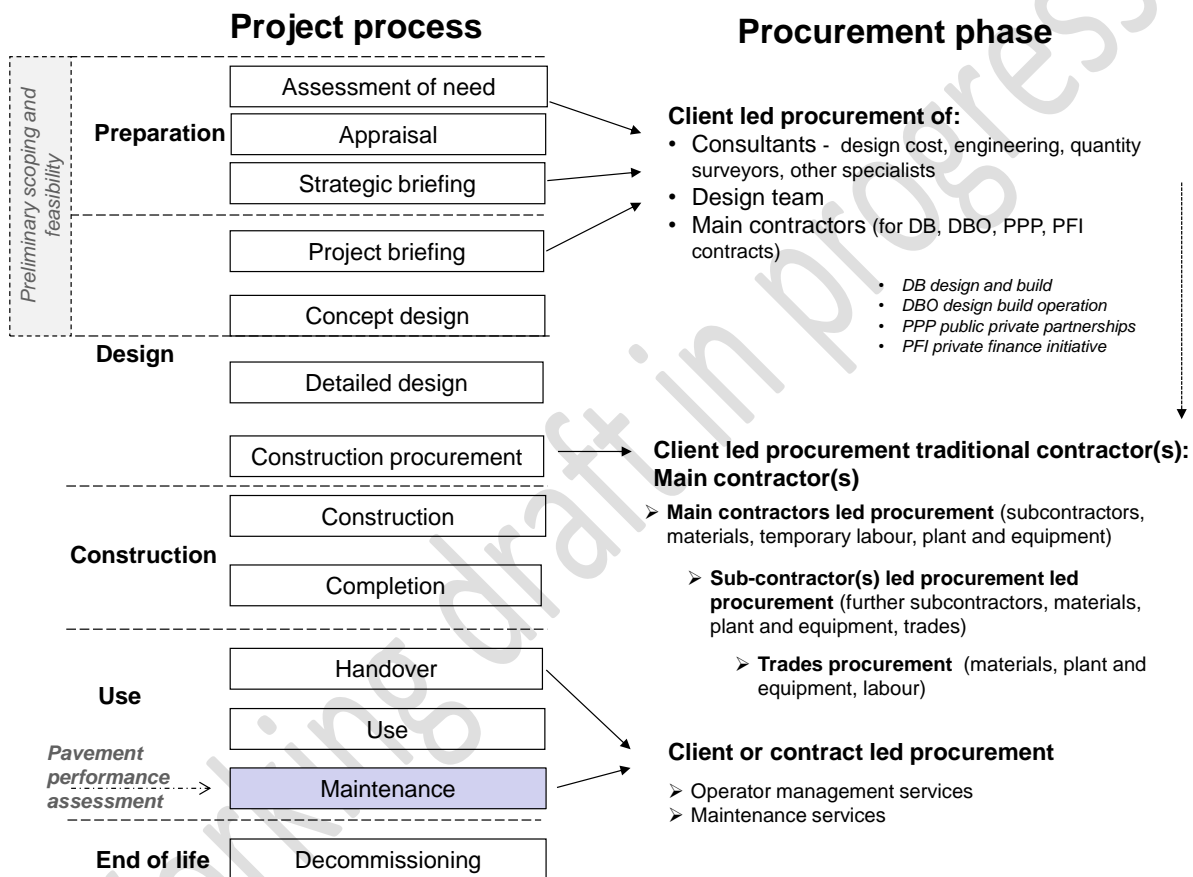 Project process
Procurement phase
Preliminary scoping and
feasibility
Preparation
Assessment of need
Appraisal
Strategic briefing
Project briefing
Concept design
Design
Detailed design
Construction procurement
Construction
Construction
Completion
Use
Handover
Use
Pavement
performance
assessment
Maintenance
End of life
Decommissioning
Client led procurement of:
• Consultants - design cost, engineering, quantity
surveyors, other specialists
• Design team
• Main contractors (for DB, DBO, PPP, PFI
contracts)
• DB design and build
• DBO design build operation
• PPP public private partnerships
• PFI private finance initiative
Client led procurement traditional contractor(s):
Main contractor(s)
➢ Main contractors led procurement (subcontractors,
materials, temporary labour, plant and equipment)
➢ Sub-contractor(s) led procurement led
procurement (further subcontractors, materials,
plant and equipment, trades)
➢ Trades procurement (materials, plant and
equipment, labour)
Client or contract led procurement
➢ Operator management services
➢ Maintenance services
orking draft in progress